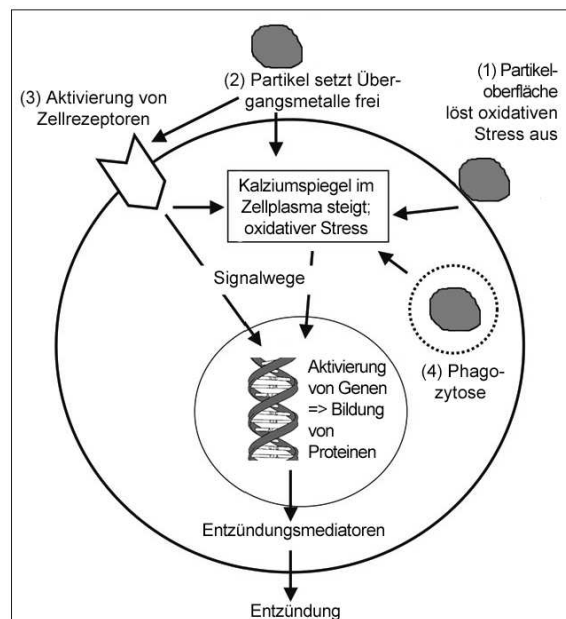 (2) Partikel setzt Über-
gangsmetalle frei
(1) Partikel-
oberfläche
löst oxidativen
Stress aus
(3) Aktivierung von
Zellrezeptoren
Kalziumspiegel im
Zellplasma steigt;
oxidativer Stress
Signalwege
(4) Phago-
zytose
Aktivierung
von Genen
=> Bildung
von
Proteinen
Entzündungsmediatoren
Entzündung